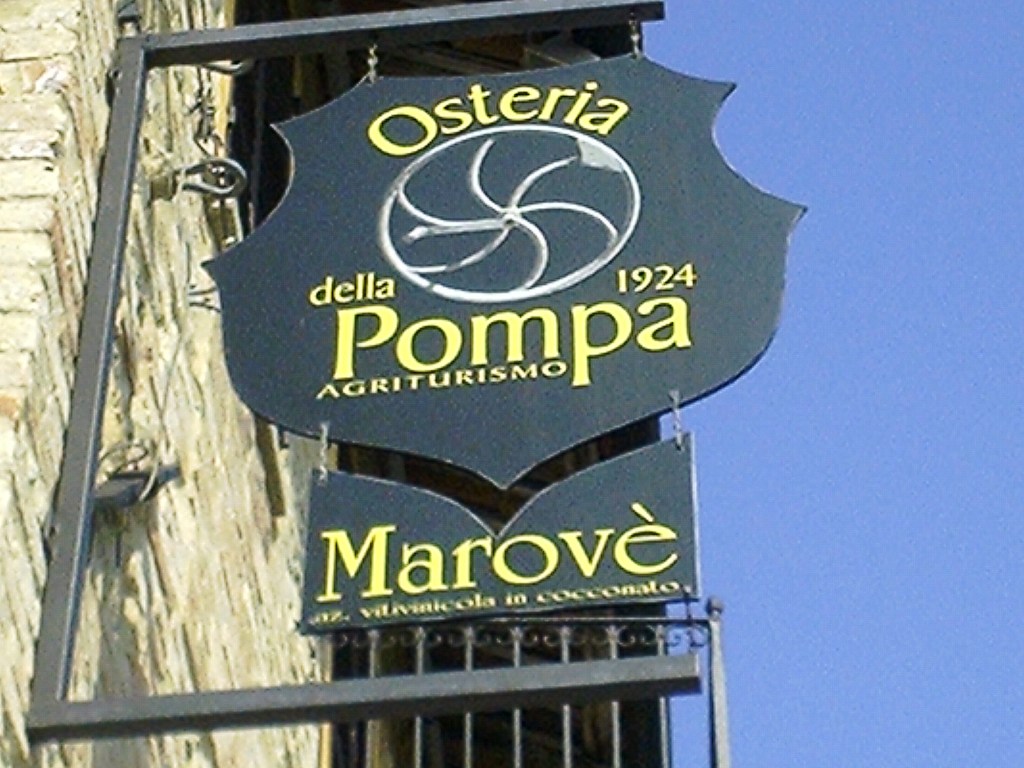 Osteria
della 1924
Pompa
AGRITURISMO
Marovè
az. vitivinicola in cocconato